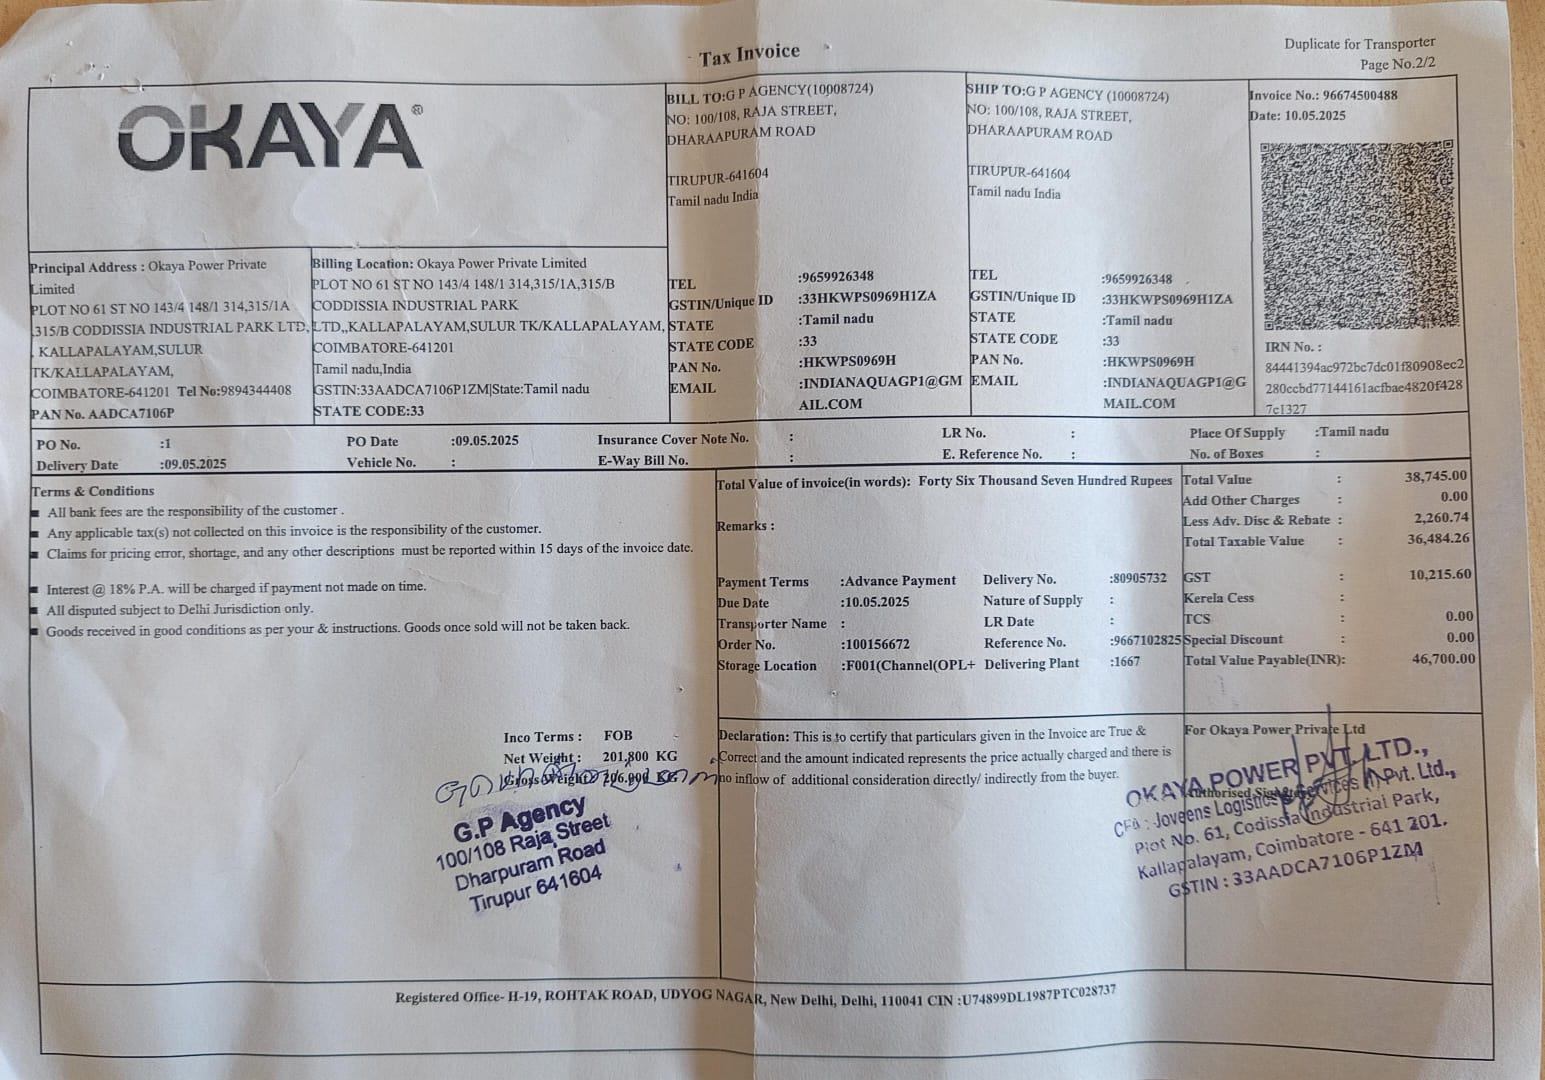 Tax Invoice
Duplicate for Transporter
Page No.2/2
OKAYA®
BILL TO:G P AGENCY(10008724)
NO: 100/108, RAJA STREET,
DHARAAPURAM ROAD
TIRUPUR-641604
Tamil nadu India
TEL :9659926348
GSTIN/Unique ID :33HKWPS0969H1ZA
STATE :Tamil nadu
STATE CODE :33
PAN No. :HKWPS0969H
EMAIL :INDIANAQUAGP1@GM
AIL.COM
SHIP TO:G P AGENCY (10008724)
NO: 100/108, RAJA STREET,
DHARAAPURAM ROAD
TIRUPUR-641604
Tamil nadu India
TEL :9659926348
GSTIN/Unique ID :33HKWPS0969H1ZA
STATE :Tamil nadu
STATE CODE :33
PAN No. :HKWPS0969H
EMAIL :INDIANAQUAGP1@G
MAIL.COM
Invoice No.: 96674500488
Date: 10.05.2025
IRN No. :
84441394ac972bc7dc01f80908ec2
280ccbd77144161acfbae4820f428
7c1327
Principal Address : Okaya Power Private
Limited
PLOT NO 61 ST NO 143/4 148/1 314,315/1A
,315/B CODDISSIA INDUSTRIAL PARK LTD,
, KALLAPALAYAM,SULUR
TK/KALLAPALAYAM,
COIMBATORE-641201 Tel No:9894344408
PAN No. AADCA7106P
Billing Location: Okaya Power Private Limited
PLOT NO 61 ST NO 143/4 148/1 314,315/1A,315/B
CODDISSIA INDUSTRIAL PARK
LTD,,KALLAPALAYAM,SULUR TK/KALLAPALAYAM,
COIMBATORE-641201
Tamil nadu,India
GSTIN:33AADCA7106P1ZM|State:Tamil nadu
STATE CODE:33
PO No. :1 PO Date :09.05.2025 Insurance Cover Note No. : LR No. : Place Of Supply :Tamil nadu
Delivery Date :09.05.2025 Vehicle No. : E-Way Bill No. : E. Reference No. : No. of Boxes :
Terms & Conditions
■ All bank fees are the responsibility of the customer .
■ Any applicable tax(s) not collected on this invoice is the responsibility of the customer.
■ Claims for pricing error, shortage, and any other descriptions must be reported within 15 days of the invoice date.
■ Interest @ 18% P.A. will be charged if payment not made on time.
■ All disputed subject to Delhi Jurisdiction only.
■ Goods received in good conditions as per your & instructions. Goods once sold will not be taken back.
Total Value of invoice(in words): Forty Six Thousand Seven Hundred Rupees
Remarks :
Payment Terms :Advance Payment Delivery No. :80905732
Due Date :10.05.2025 Nature of Supply :
Transporter Name : LR Date :
Order No. :100156672 Reference No. :9667102825
Storage Location :F001(Channel(OPL+ Delivering Plant :1667
Total Value : 38,745.00
Add Other Charges : 0.00
Less Adv. Disc & Rebate : 2,260.74
Total Taxable Value : 36,484.26
GST : 10,215.60
Kerela Cess :
TCS : 0.00
Special Discount : 0.00
Total Value Payable(INR): 46,700.00
Inco Terms : FOB
Net Weight : 201,800 KG
Gross Weight : 206,000 KG
G.P Agency
100/108 Raja Street
Dharpuram Road
Tirupur 641604
Declaration: This is to certify that particulars given in the Invoice are True &
Correct and the amount indicated represents the price actually charged and there is
no inflow of additional consideration directly/ indirectly from the buyer.
For Okaya Power Private Ltd
Authorised
OKAYA POWER PVT. LTD.,
CFA : Joveens Logistics Services (I) Pvt. Ltd.,
Plot No. 61, Codissia Industrial Park,
Kallapalayam, Coimbatore - 641 201.
GSTIN : 33AADCA7106P1ZM
Registered Office- H-19, ROHTAK ROAD, UDYOG NAGAR, New Delhi, Delhi, 110041 CIN :U74899DL1987PTC028737